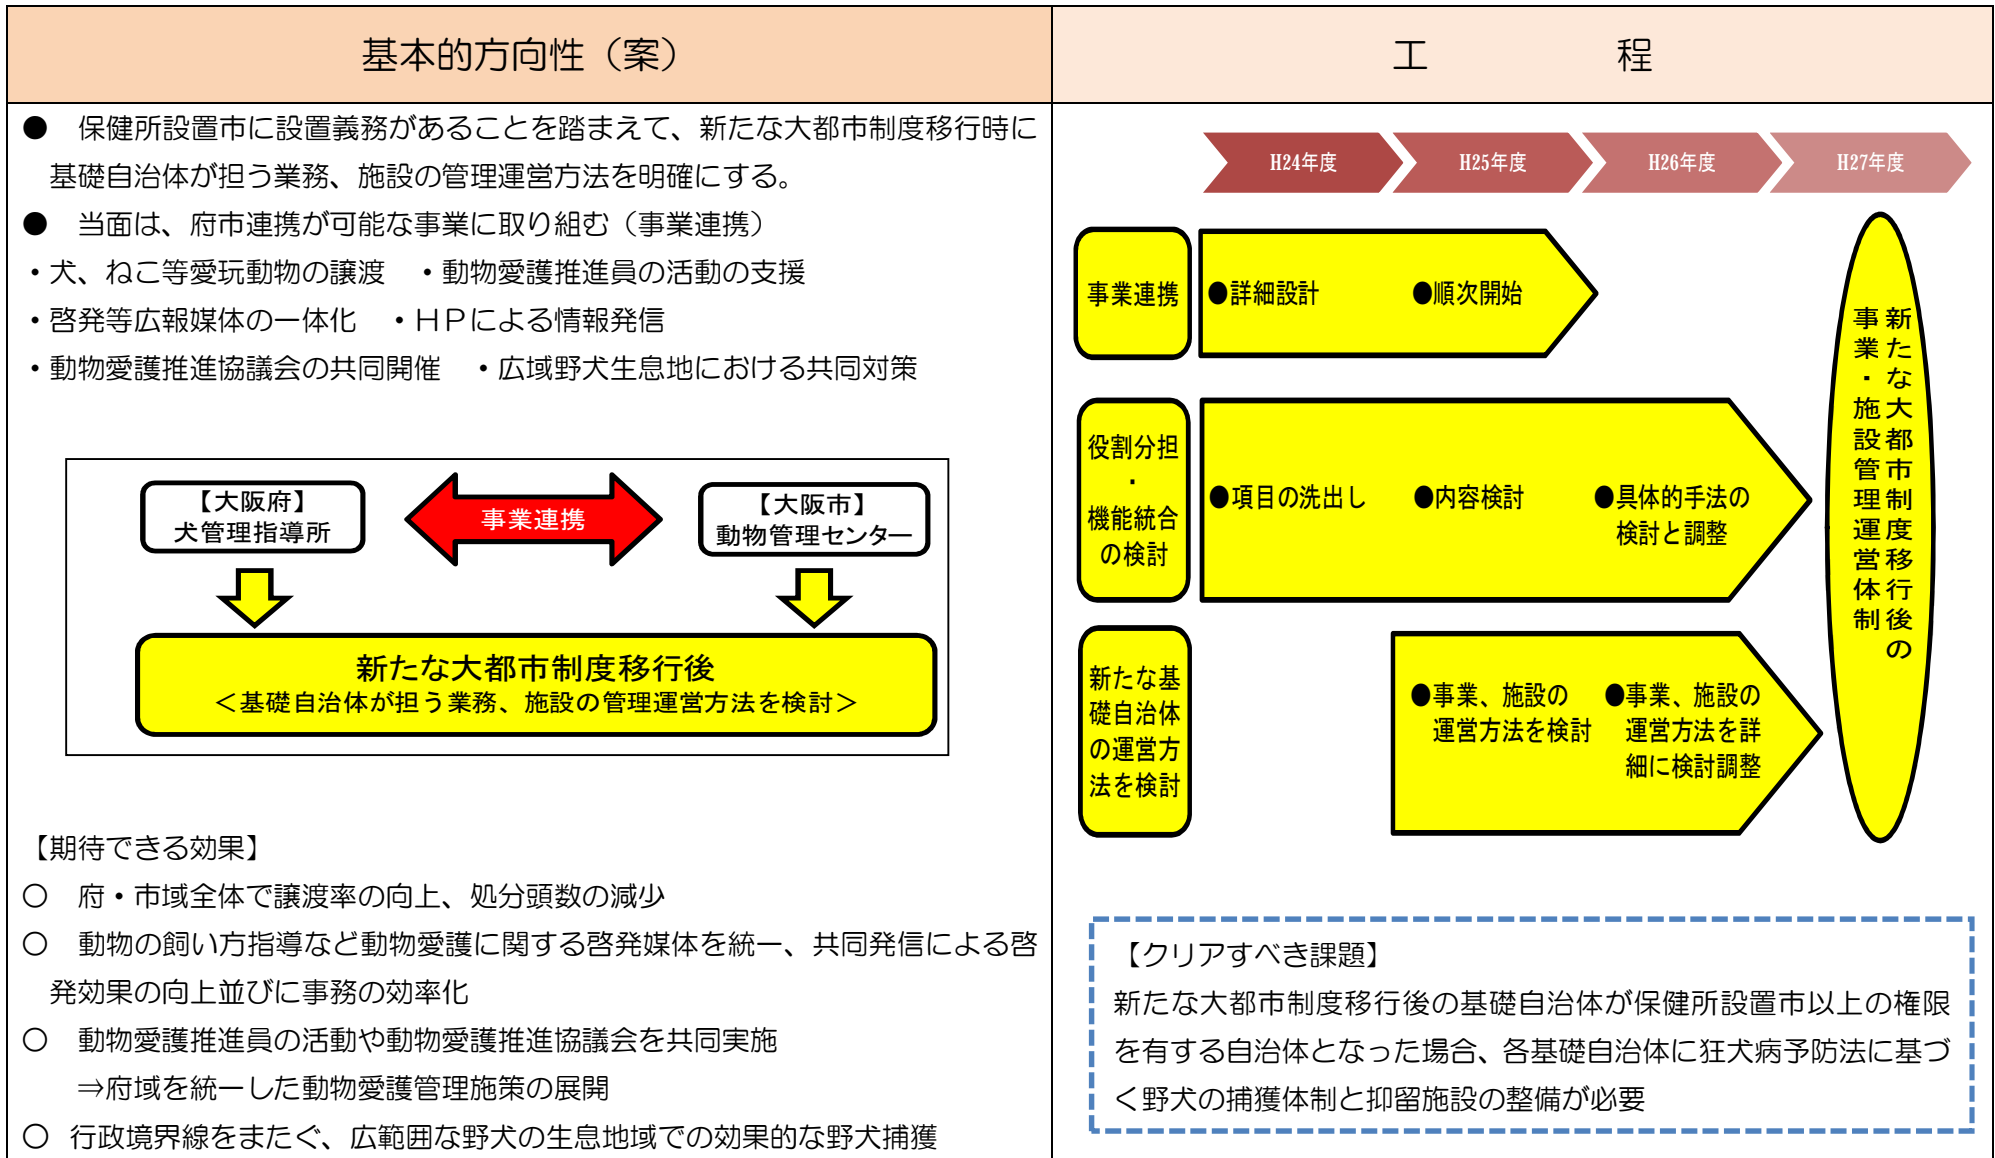 基本的方向性（案）
● 保健所設置市に設置義務があることを踏まえて、新たな大都市制度移行時に
基礎自治体が担う業務、施設の管理運営方法を明確にする。
● 当面は、府市連携が可能な事業に取り組む（事業連携）
・犬、ねこ等愛玩動物の譲渡 ・動物愛護推進員の活動の支援
・啓発等広報媒体の一体化 ・ＨＰによる情報発信
・動物愛護推進協議会の共同開催 ・広域野犬生息地における共同対策
【大阪府】
犬管理指導所
事業連携
【大阪市】
動物管理センター
新たな大都市制度移行後
＜基礎自治体が担う業務、施設の管理運営方法を検討＞
【期待できる効果】
○ 府・市域全体で譲渡率の向上、処分頭数の減少
○ 動物の飼い方指導など動物愛護に関する啓発媒体を統一、共同発信による啓
発効果の向上並びに事務の効率化
○ 動物愛護推進員の活動や動物愛護推進協議会を共同実施
⇒府域を統一した動物愛護管理施策の展開
○ 行政境界線をまたぐ、広範囲な野犬の生息地域での効果的な野犬捕獲
工 程
H24年度
H25年度
H26年度
H27年度
事業連携
●詳細設計
●順次開始
役割分担
・
機能統合
の検討
●項目の洗出し
●内容検討
●具体的手法の
検討と調整
新たな基
礎自治体
の運営方
法を検討
●事業、施設の
運営方法を検討
●事業、施設の
運営方法を詳
細に検討調整
新たな大都市制度移行後の
事業・施設管理運営体制
【クリアすべき課題】
新たな大都市制度移行後の基礎自治体が保健所設置市以上の権限
を有する自治体となった場合、各基礎自治体に狂犬病予防法に基づ
く野犬の捕獲体制と抑留施設の整備が必要